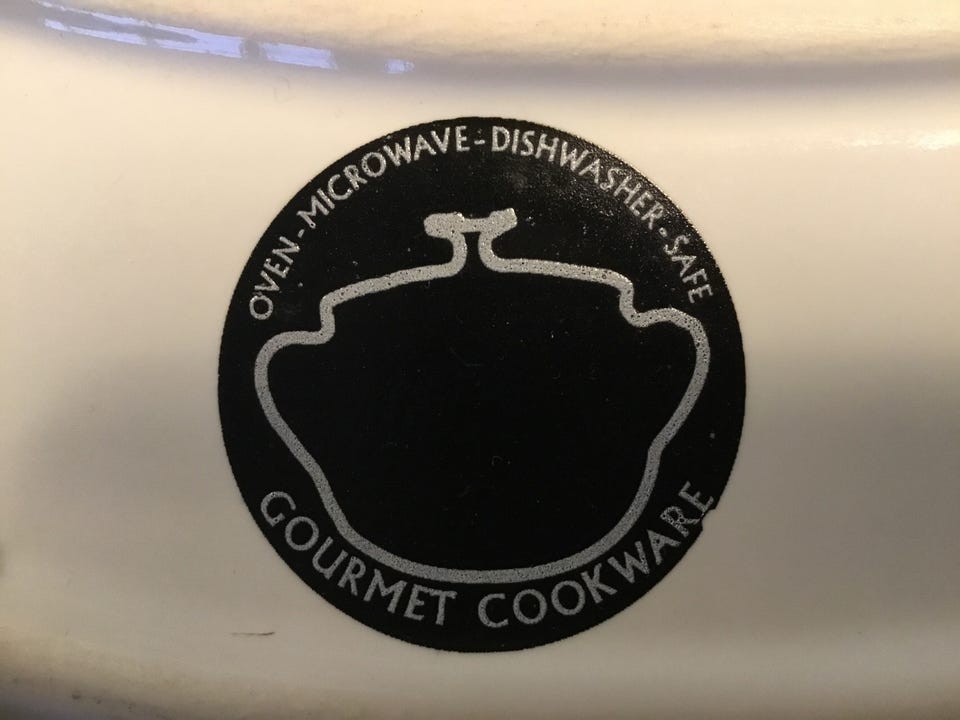 OVEN-MICROWAVE-DISHWASHER-SAFE
GOURMET COOKWARE